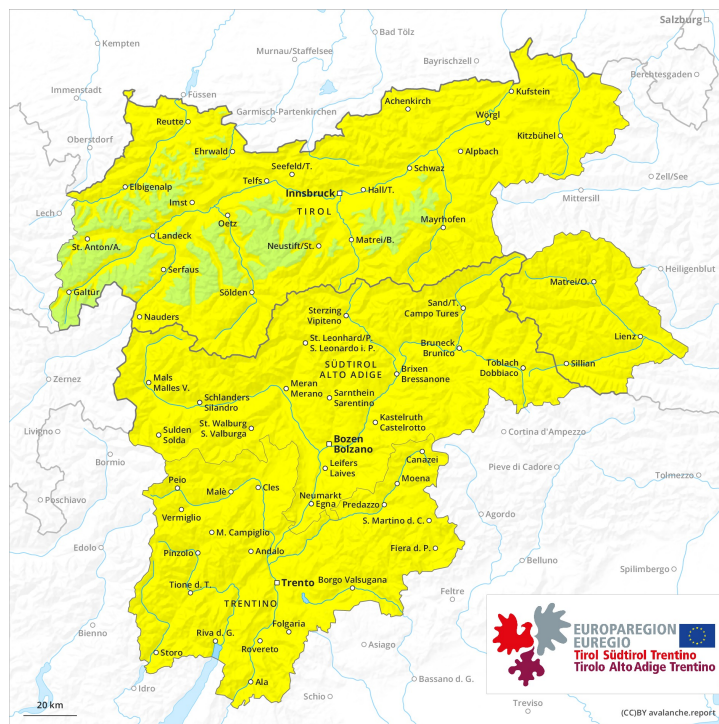 Salzburg
Bad Tölz
Kempten
Murnau/Staffelsee
Bayrischzell
Berchtesgaden
Immenstadt
Füssen
Achenkirch
Kufstein
Garmisch-Partenkirchen
Reutte
Wörgl
Oberstdorf
Kitzbühel
Ehrwald
Alpbach
Seefeld/T.
Schwaz
Zell/See
Elbigenalp
Telfs
Innsbruck
Hall/T.
Mittersill
Imst
Lech
TIROL
Oetz
Mayrhofen
St. Anton/A.
Landeck
Neustift/St.
Matrei/B.
Serfaus
Heiligenblut
Galtür
Sölden
Matrei/O.
Nauders
Sterzing
Vipiteno
Sand/T.
Campo Tures
Lienz
St. Leonhard/P.
S. Leonardo i. P.
Bruneck
Brunico
Toblach
Dobbiaco
Sillian
SÜDTIROL
ALTO ADIGE
Brixen
Bressanone
Zernez
Mals
Malles V.
Meran
Merano
Sarnthein
Sarentino
Schlanders
Silandro
St. Walburg
S. Valburga
Kastelruth
Castelrotto
Livigno
Sulden
Solda
Cortina d'Ampezzo
Bozen
Bolzano
Bormio
Canazei
Pieve di Cadore
Leifers
Laives
Tolmezzo
Peio
Malè
Cles
Moena
Poschiavo
Neumarkt
Egna
Predazzo
Vermiglio
S. Martino d. C.
Agordo
M. Campiglio
Edolo
Pinzolo
Andalo
Fiera d. P.
Belluno
Spilimbergo
Trento
Tione d. T.
Borgo Valsugana
Feltre
TRENTINO
Folgaria
Bienno
Riva d. G.
Storo
Rovereto
Asiago
Ala
Idro
Schio
Bassano d. G.
Treviso
EUROPAREGION
EUREGIO
Tirol Südtirol Trentino
Tirolo Alto Adige Trentino
20 km
(CC)BY avalanche.report